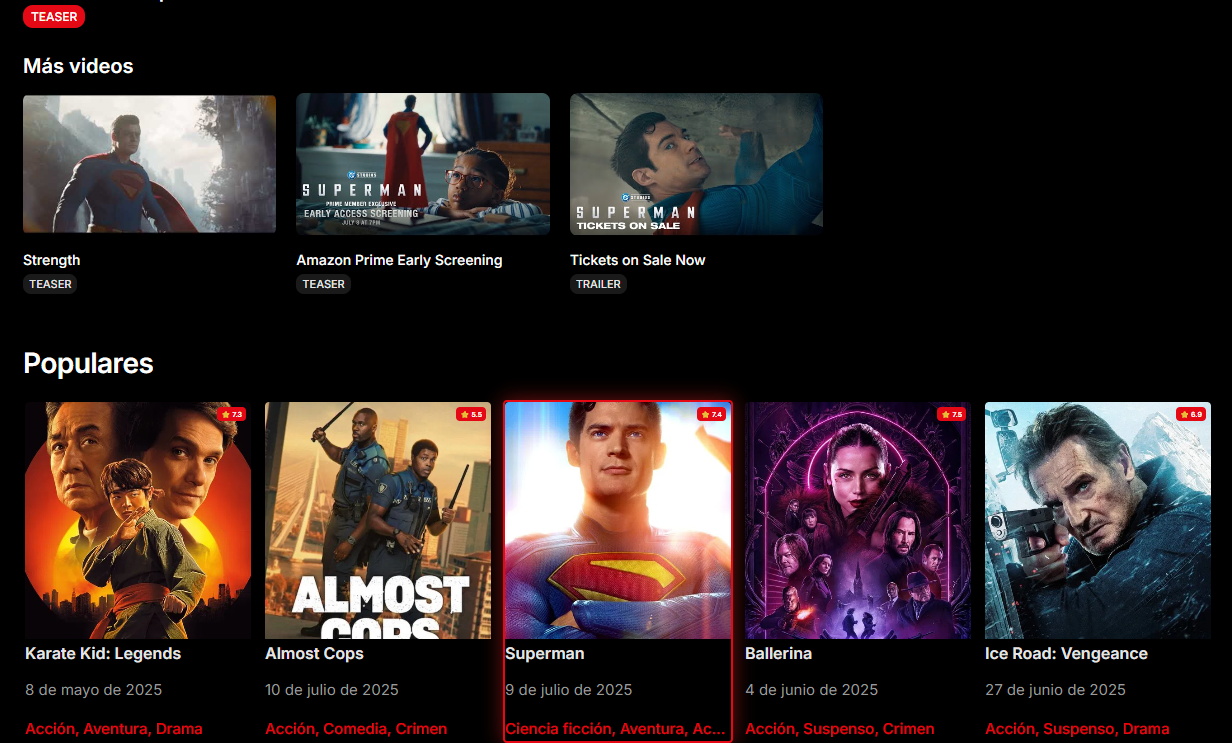 TEASER
Más videos
STUDIOS
SUPERMAN
PRIME MEMBER EXCLUSIVE
EARLY ACCESS SCREENING
JULY 8 AT 7PM
STUDIOS
SUPERMAN
TICKETS ON SALE
Strength
Amazon Prime Early Screening
Tickets on Sale Now
TEASER
TEASER
TRAILER
Populares
7.3
5.5
7.4
7.5
6.9
ALMOST
COPS
Karate Kid: Legends
Almost Cops
Superman
Ballerina
Ice Road: Vengeance
8 de mayo de 2025
10 de julio de 2025
9 de julio de 2025
4 de junio de 2025
27 de junio de 2025
Acción, Aventura, Drama
Acción, Comedia, Crimen
Ciencia ficción, Aventura, Ac...
Acción, Suspenso, Crimen
Acción, Suspenso, Drama